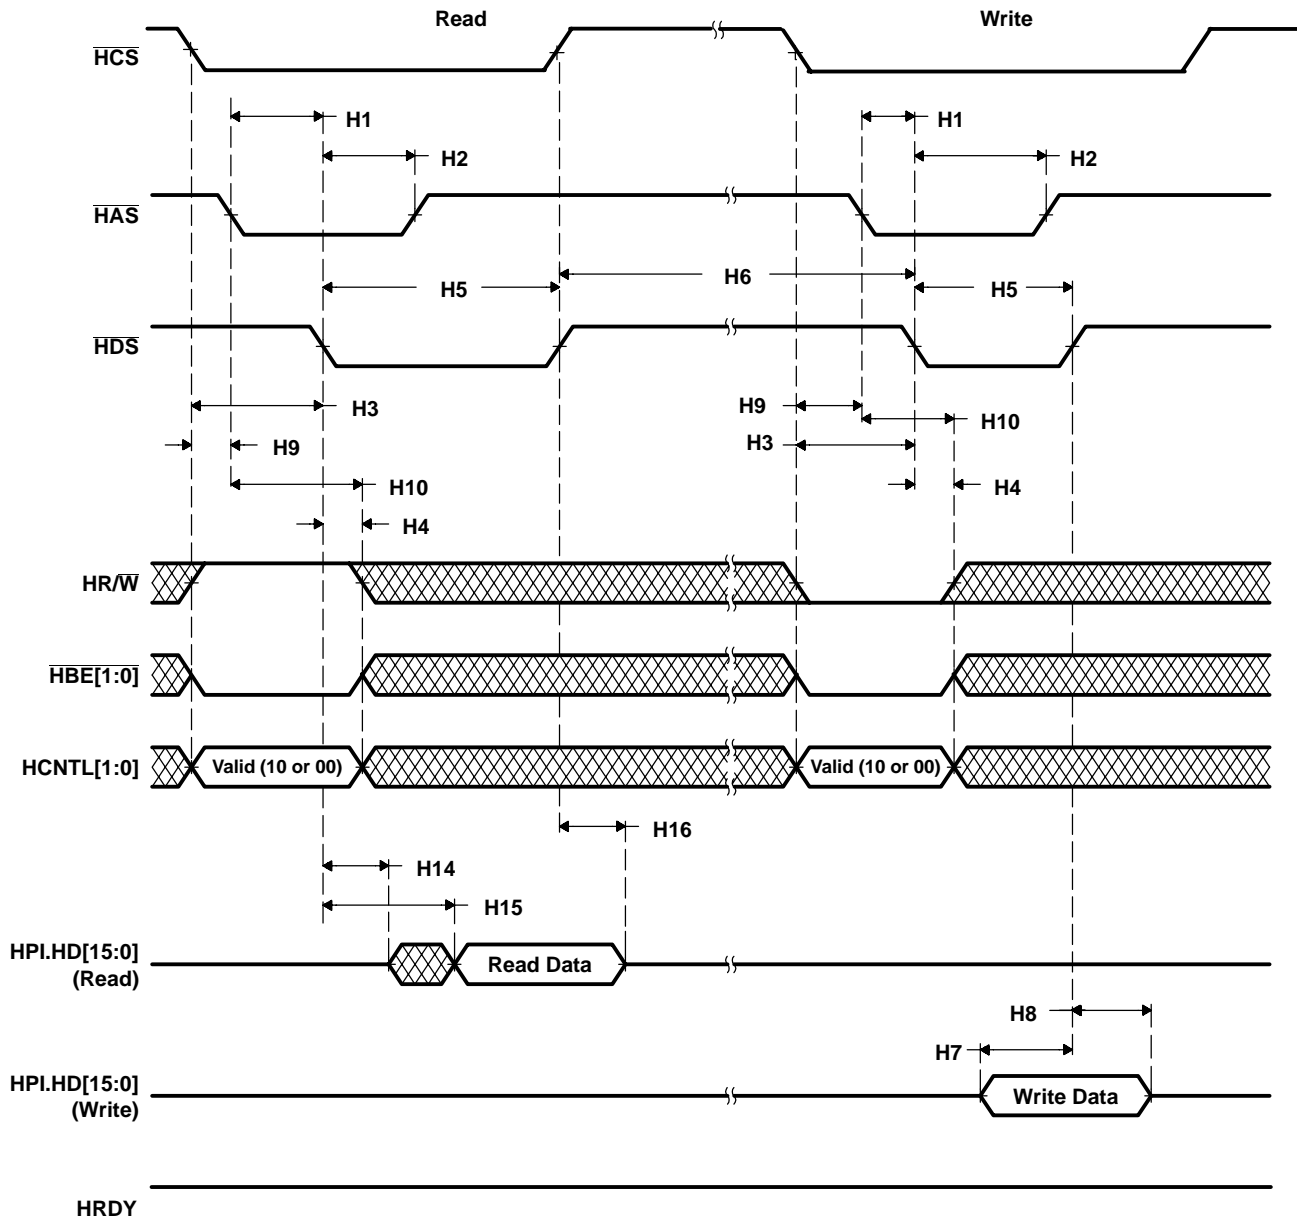 Read Write
HCS
H1 H1
H2 H2
HAS
H5 H6 H5
HDS
H3 H9 H10
H9 H3
H10 H4
H4
HR/W
HBE[1:0]
HCNTL[1:0] Valid (10 or 00) Valid (10 or 00)
H16
H14
H15
HPI.HD[15:0]
(Read)
Read Data
H8
H7
HPI.HD[15:0]
(Write)
Write Data
HRDY